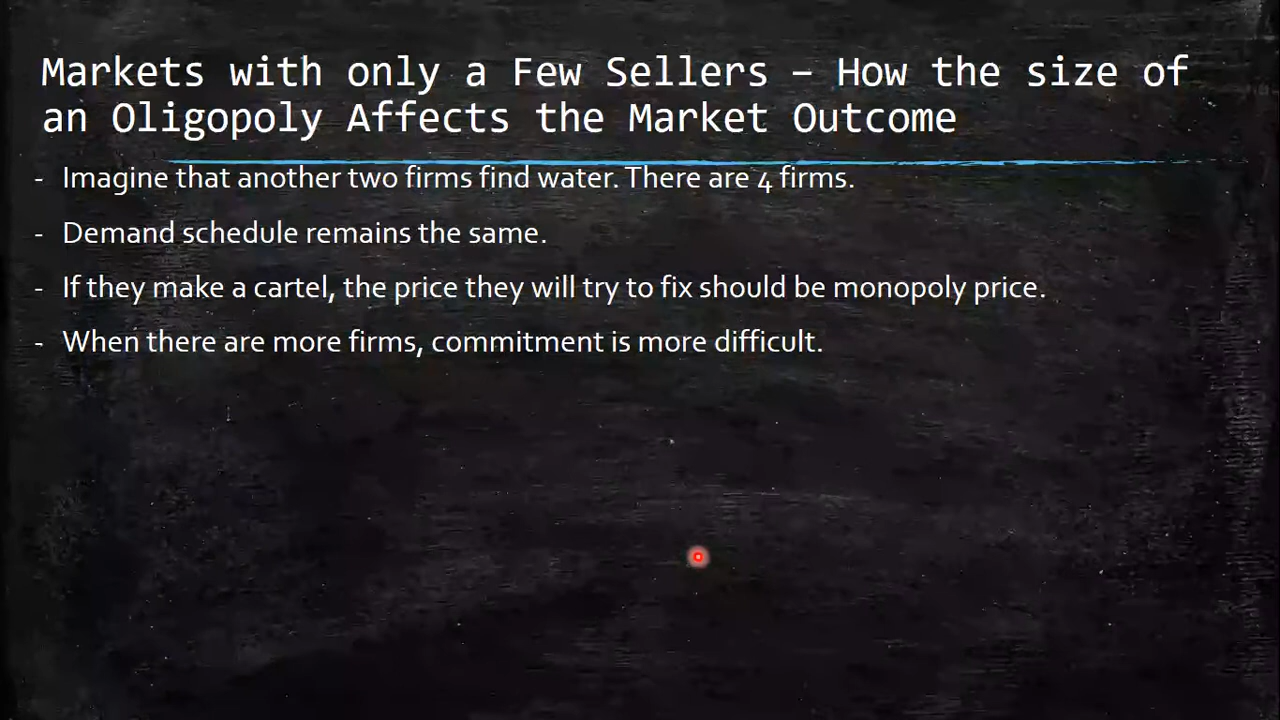 Markets with only a Few Sellers – How the size of
an Oligopoly Affects the Market Outcome
- Imagine that another two firms find water. There are 4 firms.
- Demand schedule remains the same.
- If they make a cartel, the price they will try to fix should be monopoly price.
- When there are more firms, commitment is more difficult.